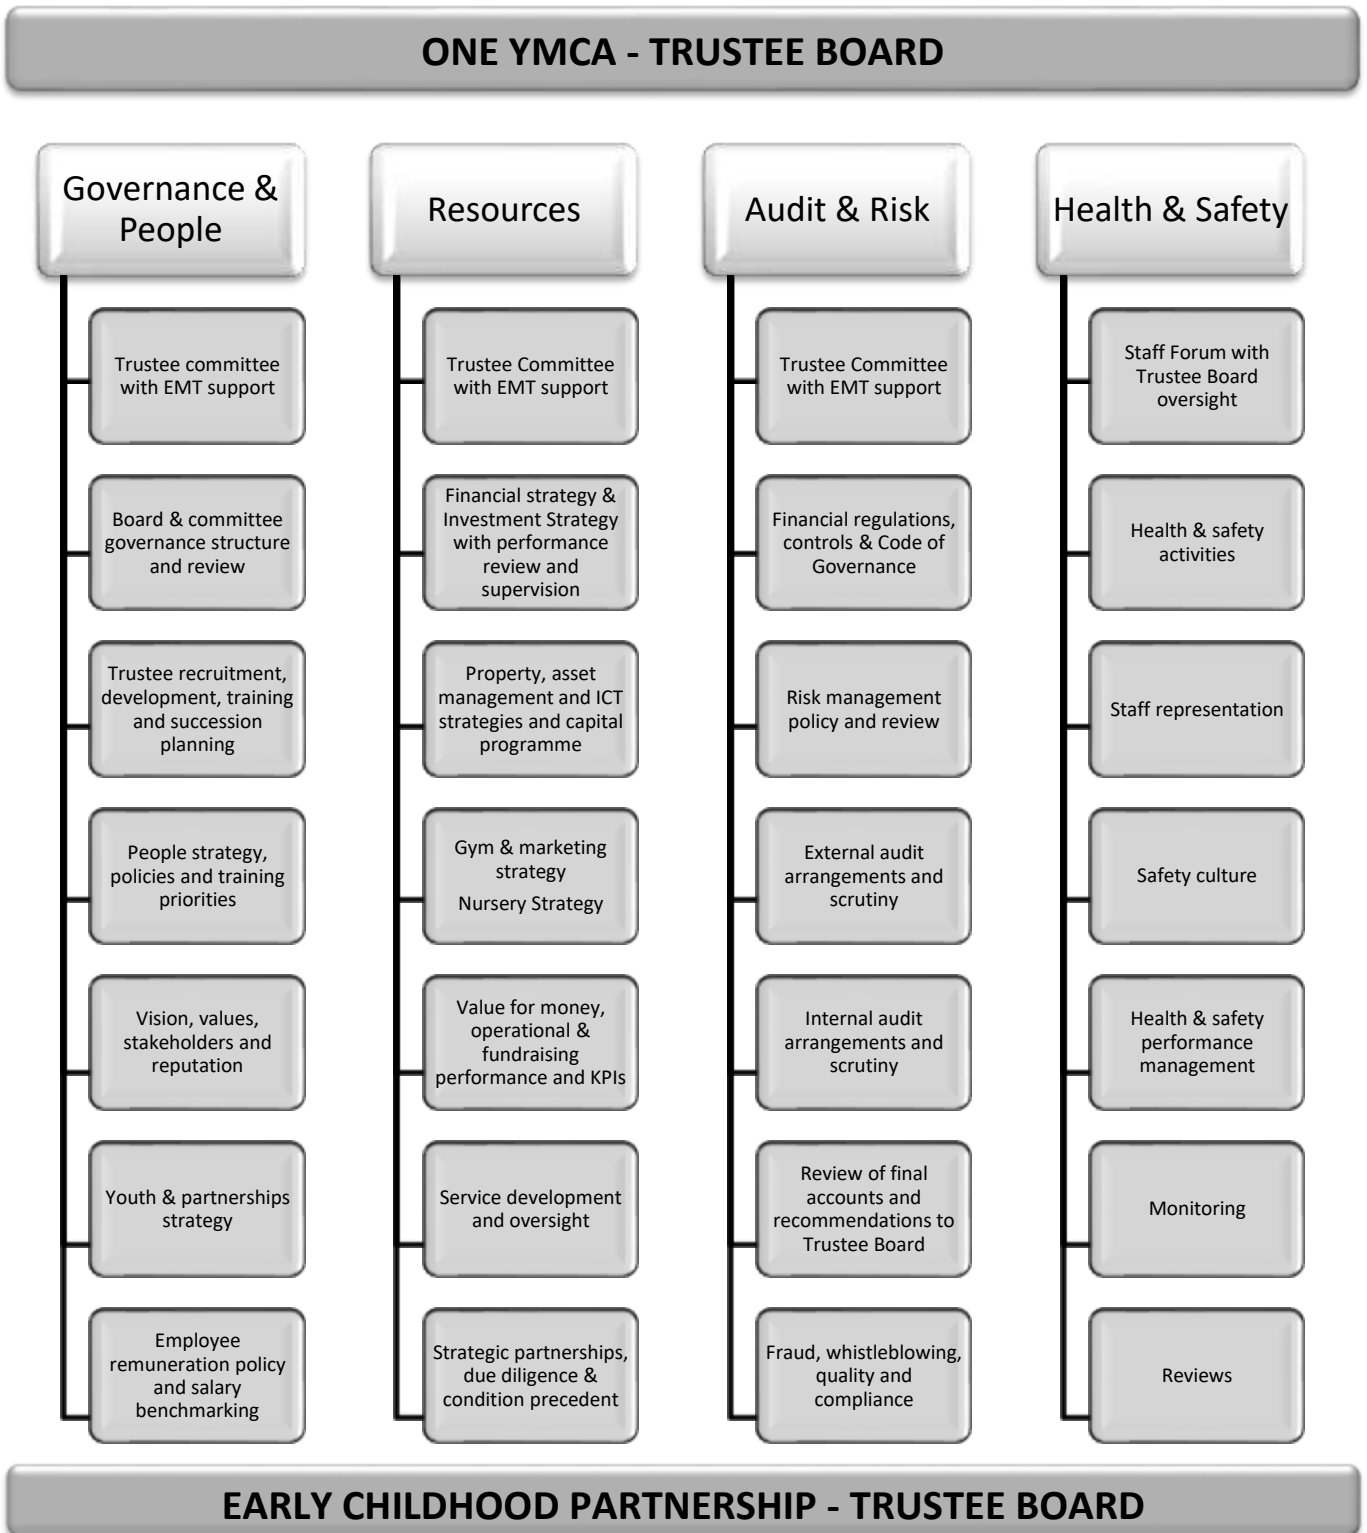 ONE YMCA - TRUSTEE BOARD
Governance &
People
Trustee committee
with EMT support
Board & committee
governance structure
and review
Trustee recruitment,
development, training
and succession
planning
People strategy,
policies and training
priorities
Vision, values,
stakeholders and
reputation
Youth & partnerships
strategy
Employee
remuneration policy
and salary
benchmarking
Resources
Trustee Committee
with EMT support
Financial strategy &
Investment Strategy
with performance
review and
supervision
Property, asset
management and ICT
strategies and capital
programme
Gym & marketing
strategy
Nursery Strategy
Value for money,
operational &
fundraising
performance and KPIs
Service development
and oversight
Strategic partnerships,
due diligence &
condition precedent
Audit & Risk
Trustee Committee
with EMT support
Financial regulations,
controls & Code of
Governance
Risk management
policy and review
External audit
arrangements and
scrutiny
Internal audit
arrangements and
scrutiny
Review of final
accounts and
recommendations to
Trustee Board
Fraud, whistleblowing,
quality and
compliance
Health & Safety
Staff Forum with
Trustee Board
oversight
Health & safety
activities
Staff representation
Safety culture
Health & safety
performance
management
Monitoring
Reviews
EARLY CHILDHOOD PARTNERSHIP - TRUSTEE BOARD